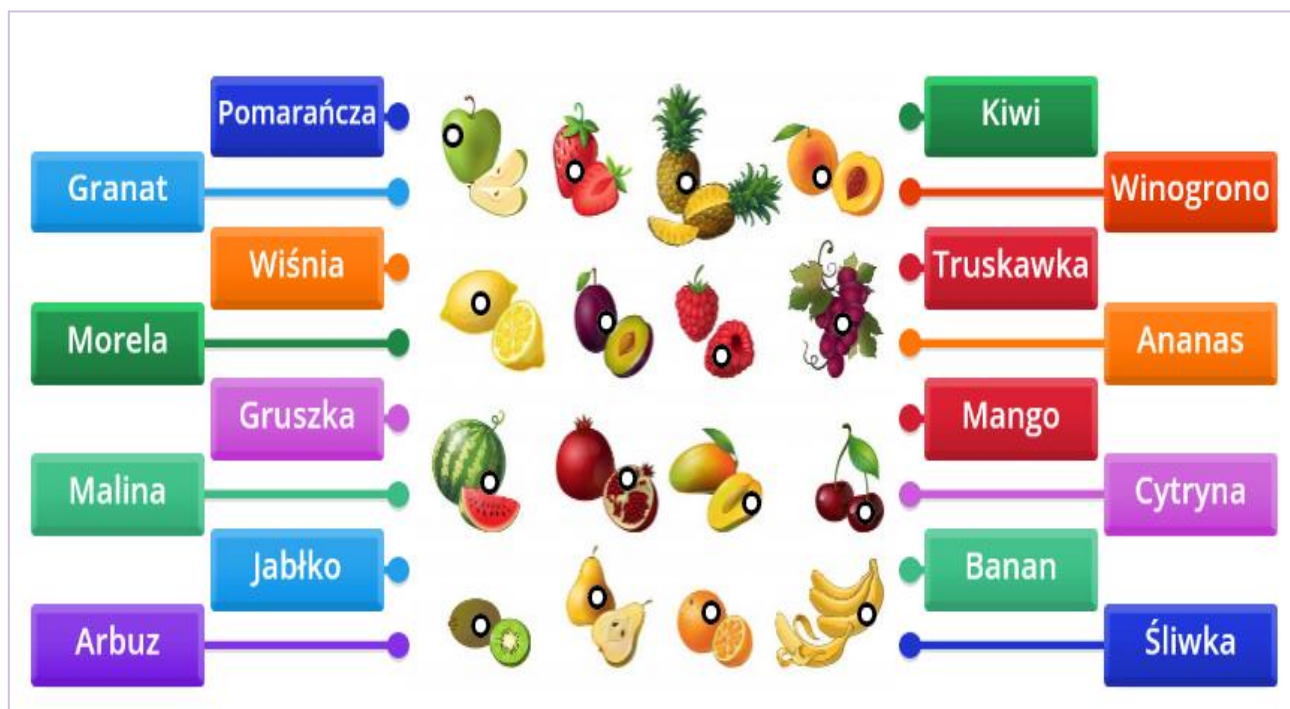 Pomarańcza
Kiwi
Granat
Winogrono
Wiśnia
Truskawka
Morela
Ananas
Gruszka
Mango
Malina
Cytryna
Jabłko
Banan
Arbuz
Śliwka